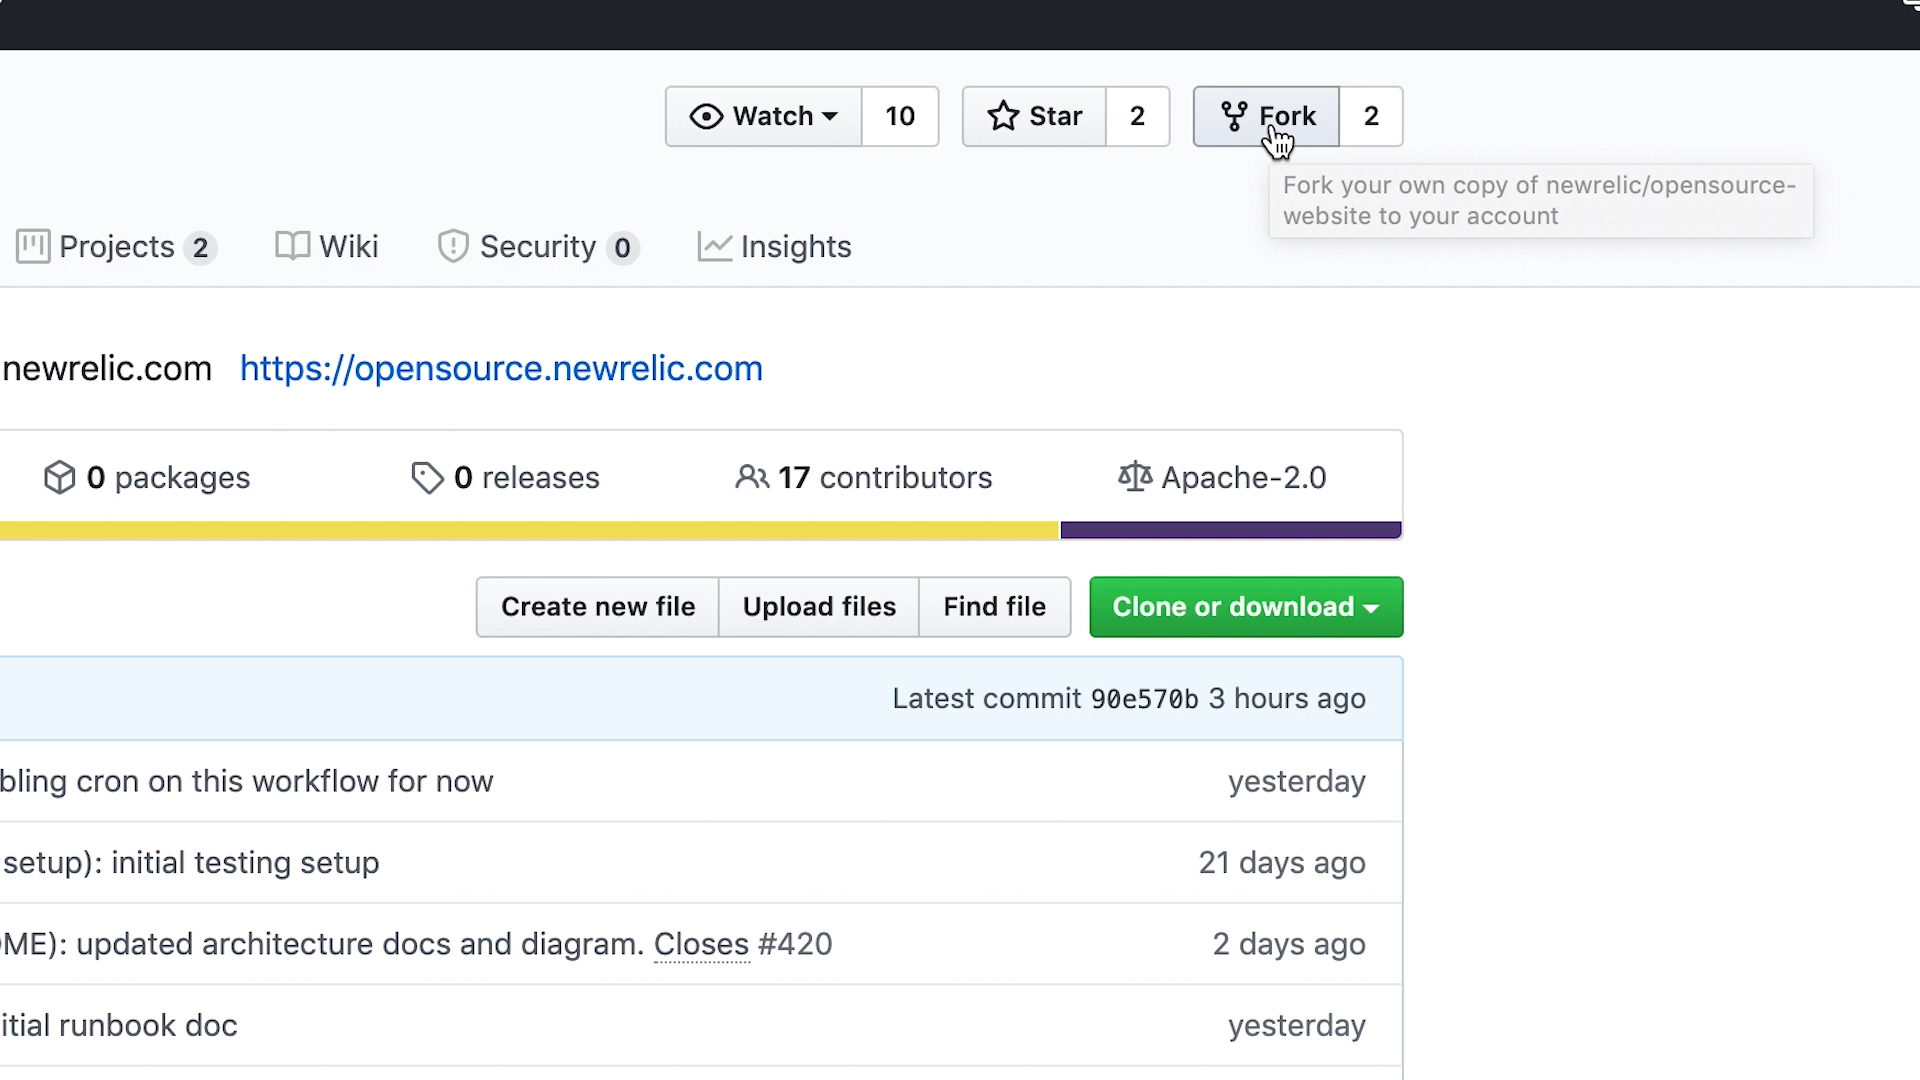 Watch 10 Star 2 Fork 2
Fork your own copy of newrelic/opensource-
website to your account
Projects 2 Wiki Security 0 Insights
newrelic.com https://opensource.newrelic.com
0 packages 0 releases 17 contributors Apache-2.0
Create new file Upload files Find file Clone or download
Latest commit 90e570b 3 hours ago
bling cron on this workflow for now yesterday
setup): initial testing setup 21 days ago
ME): updated architecture docs and diagram. Closes #420 2 days ago
itial runbook doc yesterday